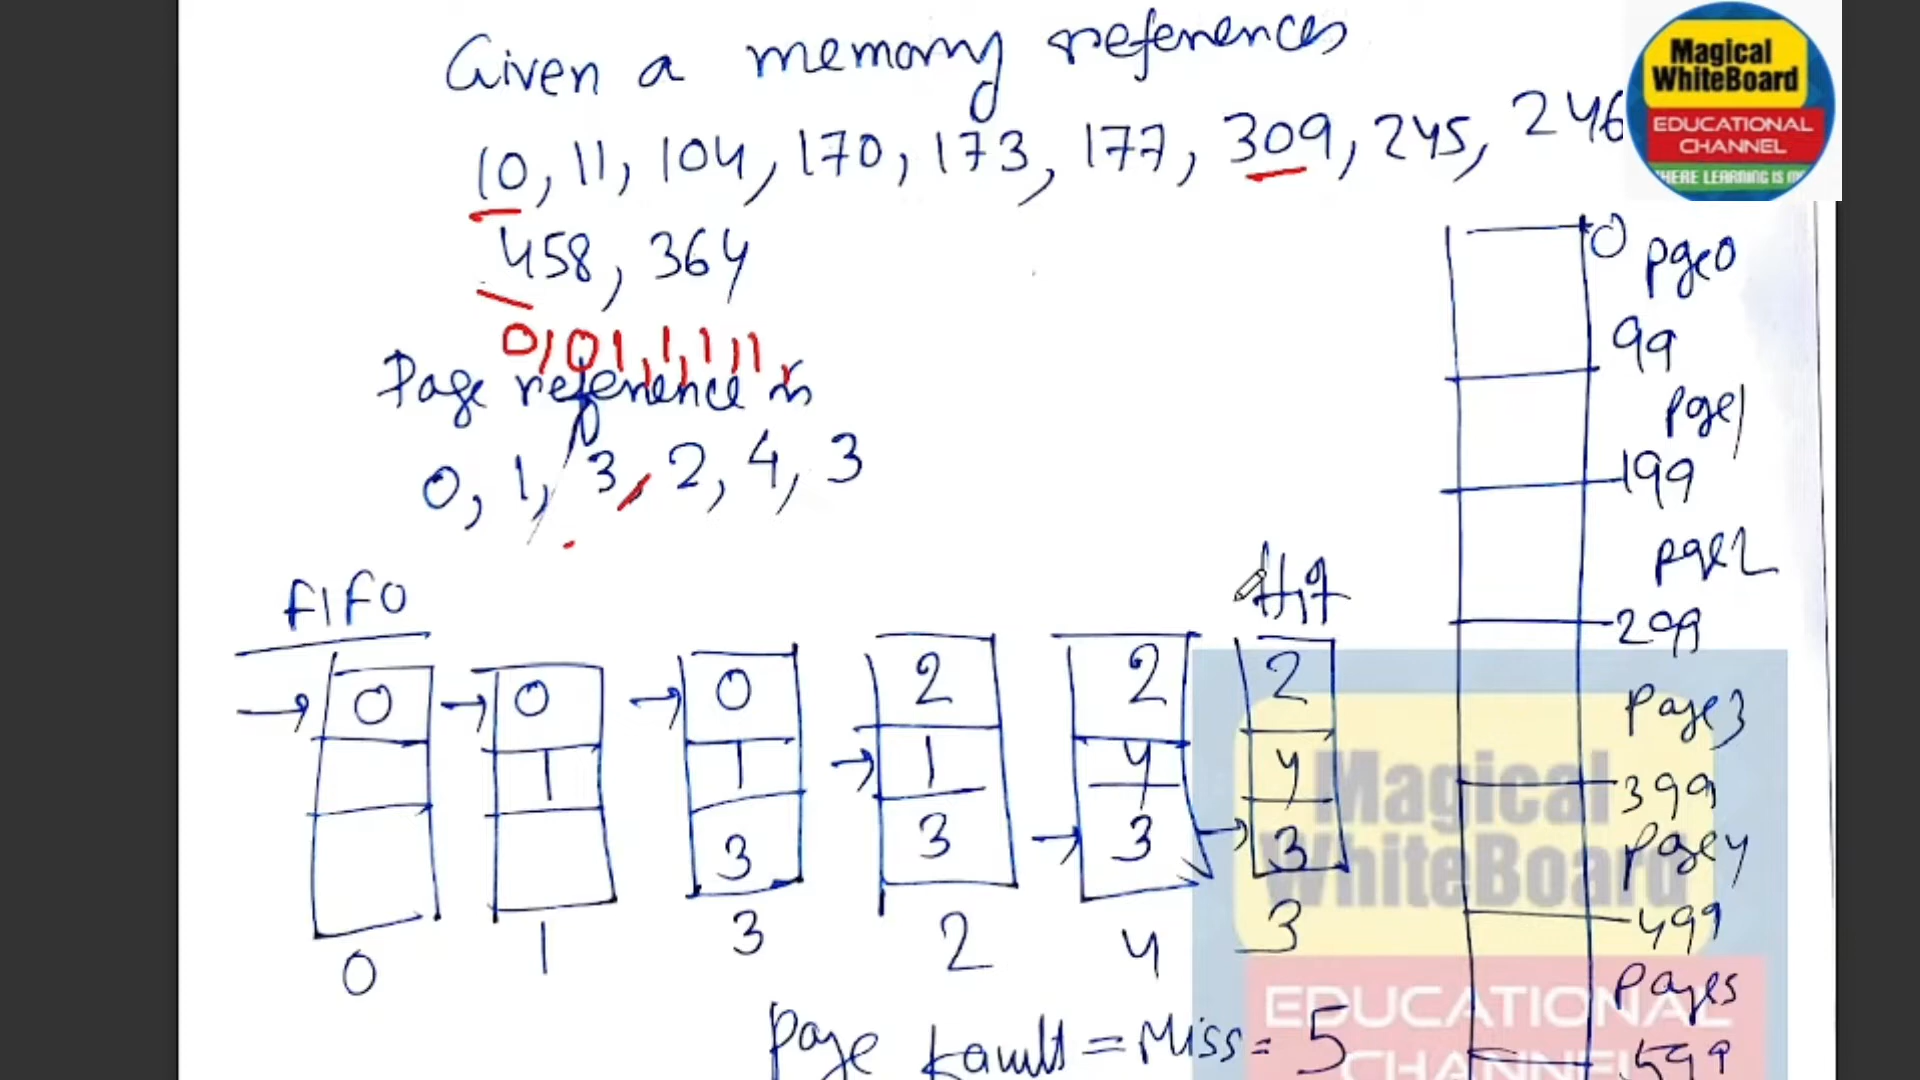 Given a memory references
10, 11, 104, 170, 173, 177, 309, 245, 246
458, 364
0, 0 1, 1, 1, 1,
Page reference is
0, 1, 3, 2, 4, 3
FIFO
Hit
0
0
1
0
1
3
2
1
3
2
4
3
2
4
3
0
1
3
2
4
3
Page fault = Miss = 5
0
page0
99
page1
199
page2
299
Page3
399
page4
499
Page5
599
Magical
WhiteBoard
EDUCATIONAL
CHANNEL
Magical
WhiteBoard
EDUCATIONAL
CHANNEL